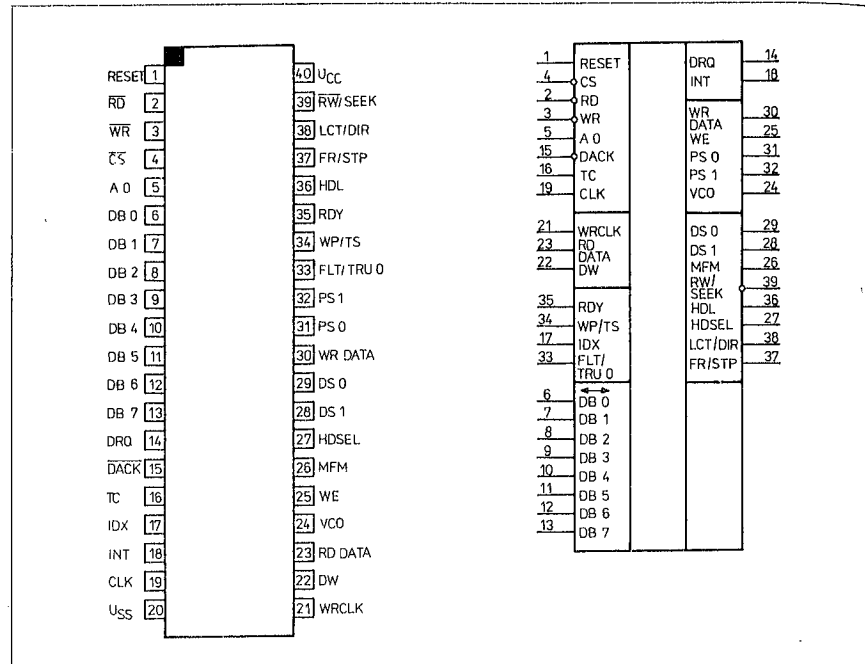 RESET 1
R̅D̅ 2
W̅R̅ 3
C̅S̅ 4
A 0 5
DB 0 6
DB 1 7
DB 2 8
DB 3 9
DB 4 10
DB 5 11
DB 6 12
DB 7 13
DRQ 14
D̅A̅C̅K̅ 15
TC 16
IDX 17
INT 18
CLK 19
USS 20
40 UCC
39 R̅W̅/SEEK
38 LCT/DIR
37 FR/STP
36 HDL
35 RDY
34 WP/TS
33 FLT/TRU 0
32 PS 1
31 PS 0
30 WR DATA
29 DS 0
28 DS 1
27 HDSEL
26 MFM
25 WE
24 VCO
23 RD DATA
22 DW
21 WRCLK
1 RESET
4 CS
2 RD
3 WR
5 A 0
15 DACK
16 TC
19 CLK
21 WRCLK
23 RD
DATA
22 DW
35 RDY
34 WP/TS
17 IDX
33 FLT/
TRU 0
6 DB 0
7 DB 1
8 DB 2
9 DB 3
10 DB 4
11 DB 5
12 DB 6
13 DB 7
DRQ 14
INT 18
WR 30
DATA
WE 25
PS 0 31
PS 1 32
VCO 24
DS 0 29
DS 1 28
MFM 26
RW/
SEEK 39
HDL 36
HDSEL 27
LCT/DIR 38
FR/STP 37